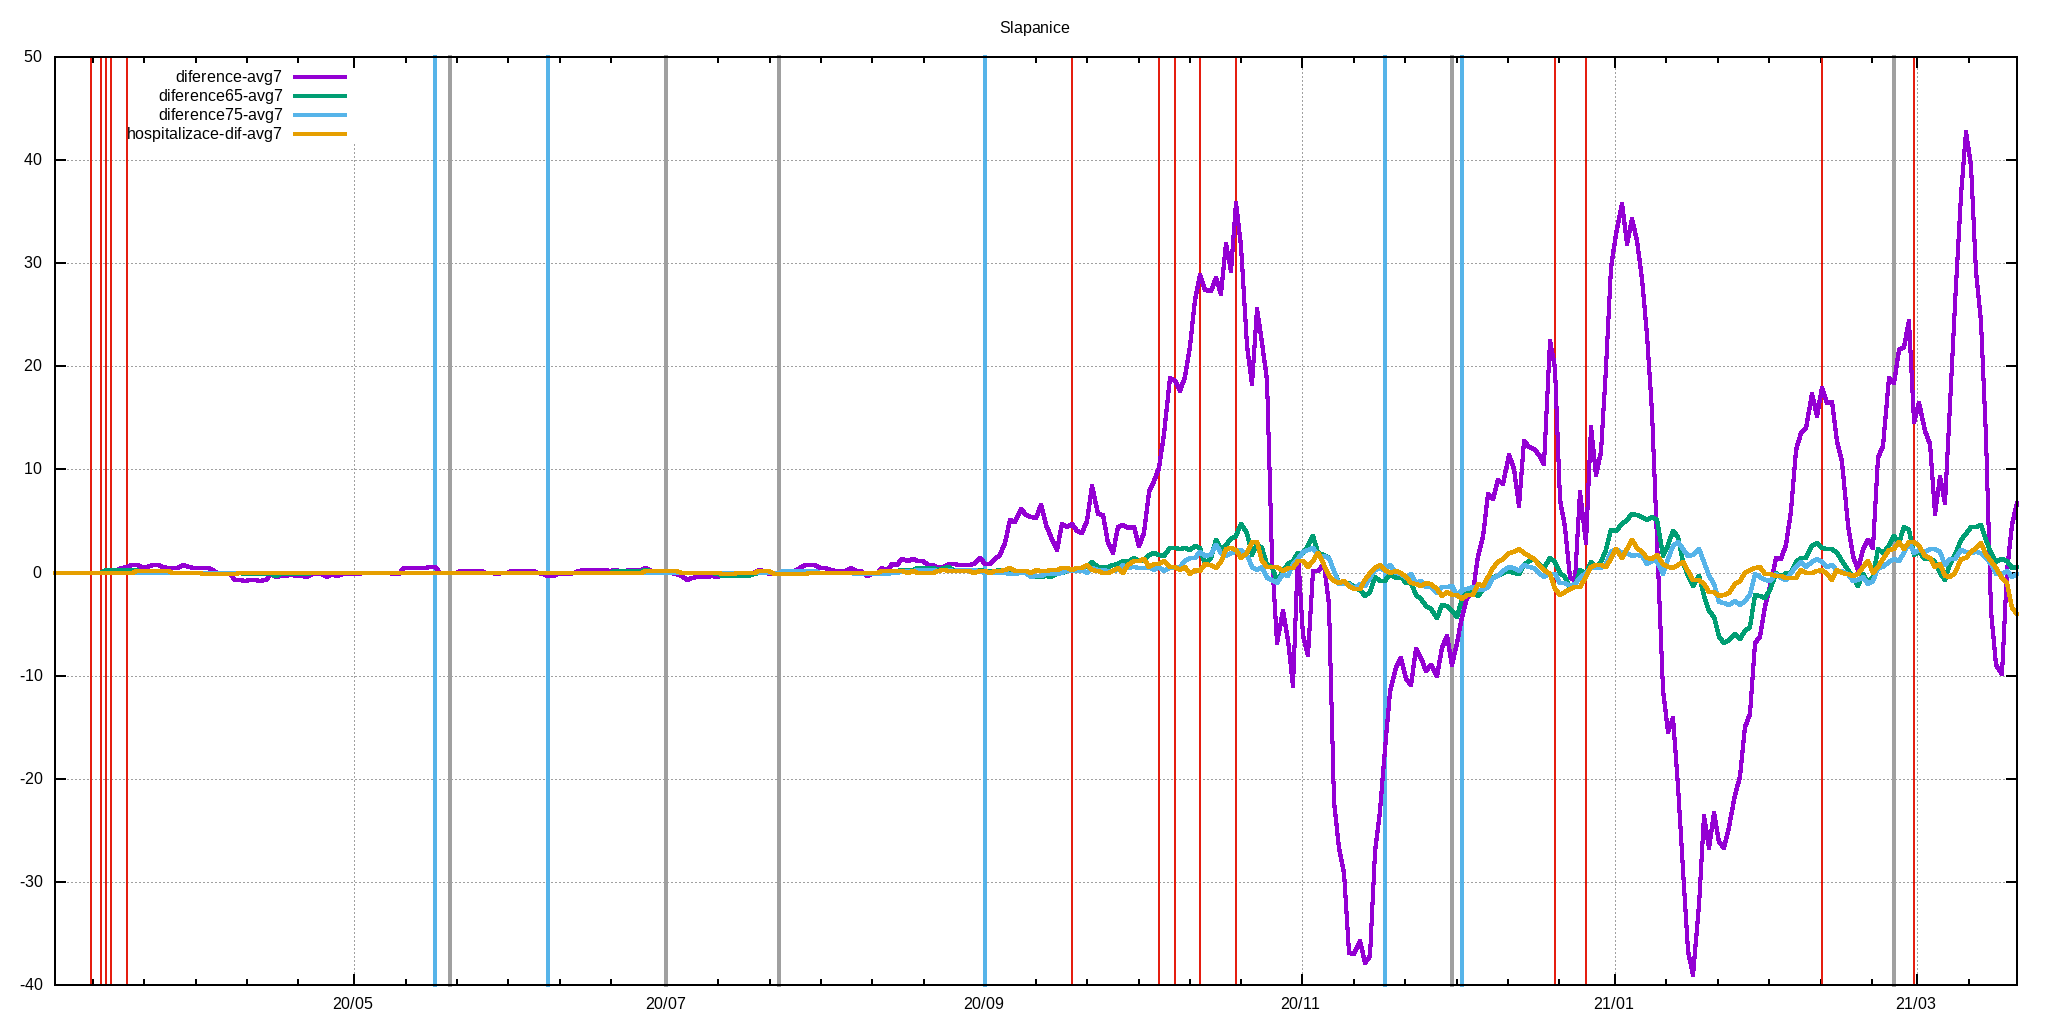 Slapanice
50
40
30
20
10
0
-10
-20
-30
-40
diference-avg7
diference65-avg7
diference75-avg7
hospitalizace-dif-avg7
20/05 20/07 20/09 20/11 21/01 21/03